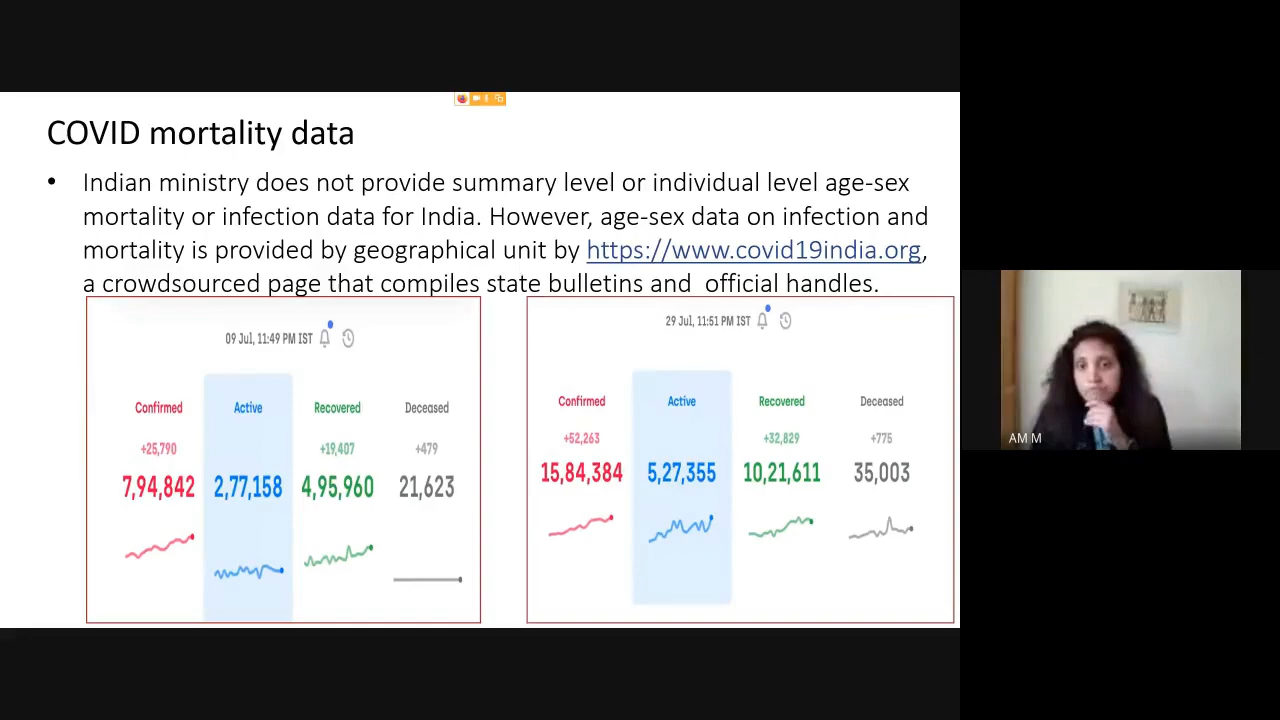 COVID mortality data
• Indian ministry does not provide summary level or individual level age-sex
mortality or infection data for India. However, age-sex data on infection and
mortality is provided by geographical unit by https://www.covid19india.org,
a crowdsourced page that compiles state bulletins and official handles.
09 Jul, 11:49 PM IST
Confirmed Active Recovered Deceased
+25,790 +19,407 +479
7,94,842 2,77,158 4,95,960 21,623
29 Jul, 11:51 PM IST
Confirmed Active Recovered Deceased
+52,263 +32,829 +775
15,84,384 5,27,355 10,21,611 35,003
AM M